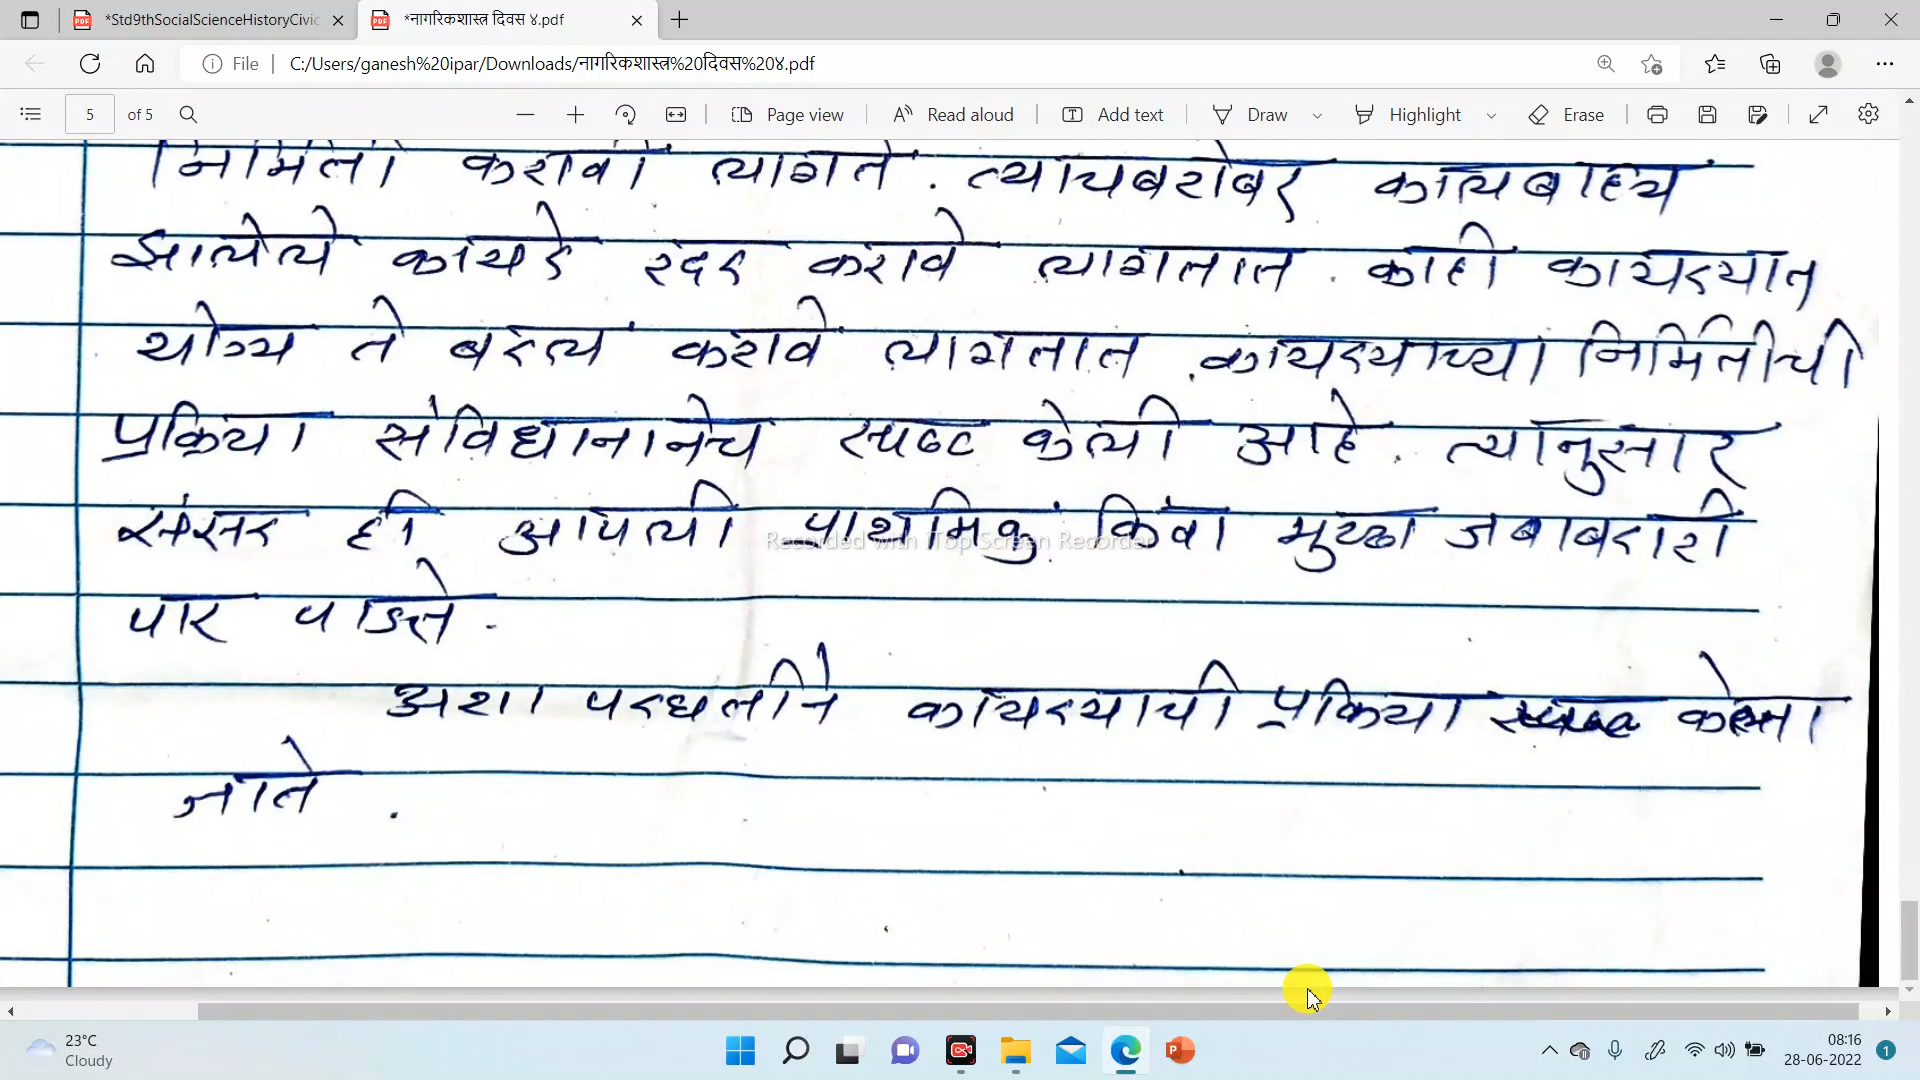 *Std9thSocialScienceHistoryCivic
*नागरिकशास्त्र दिवस ४.pdf
File
C:/Users/ganesh%20ipar/Downloads/नागरिकशास्त्र%20दिवस%20४.pdf
5 of 5
Page view
Read aloud
Add text
Draw
Highlight
Erase
निर्मिती करावी लागते. त्याचबरोबर कालबाह्य
झालेले कायदे रद्द करावे लागतात. काही कायद्यात
योग्य ते बदल करावे लागतात. कायद्याच्या निर्मितीची
प्रक्रिया संविधानानेच स्पष्ट केली आहे. त्यानुसार
संसद ही आपली प्राथमिक किंवा मुख्य जबाबदारी
पार पाडते.
अशा पद्धतीने कायद्याची प्रक्रिया
जाते.
Recorded with iTop Screen Recorder
23°C
Cloudy
08:16
28-06-2022
1